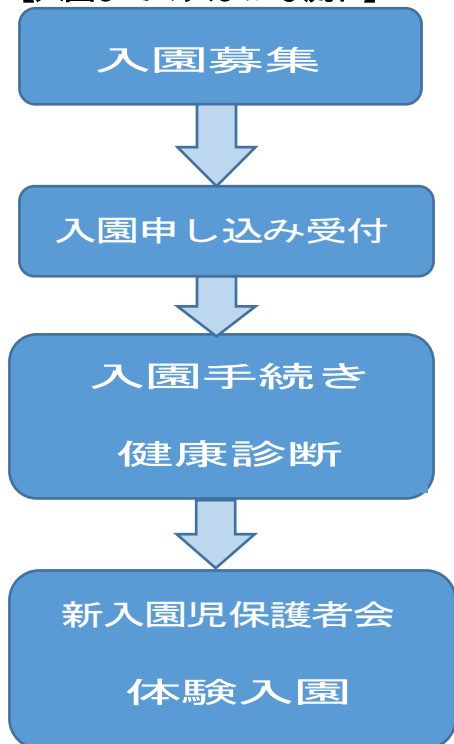 入園募集
入園申し込み受付
入園手続き
健康診断
新入園児保護者会
体験入園